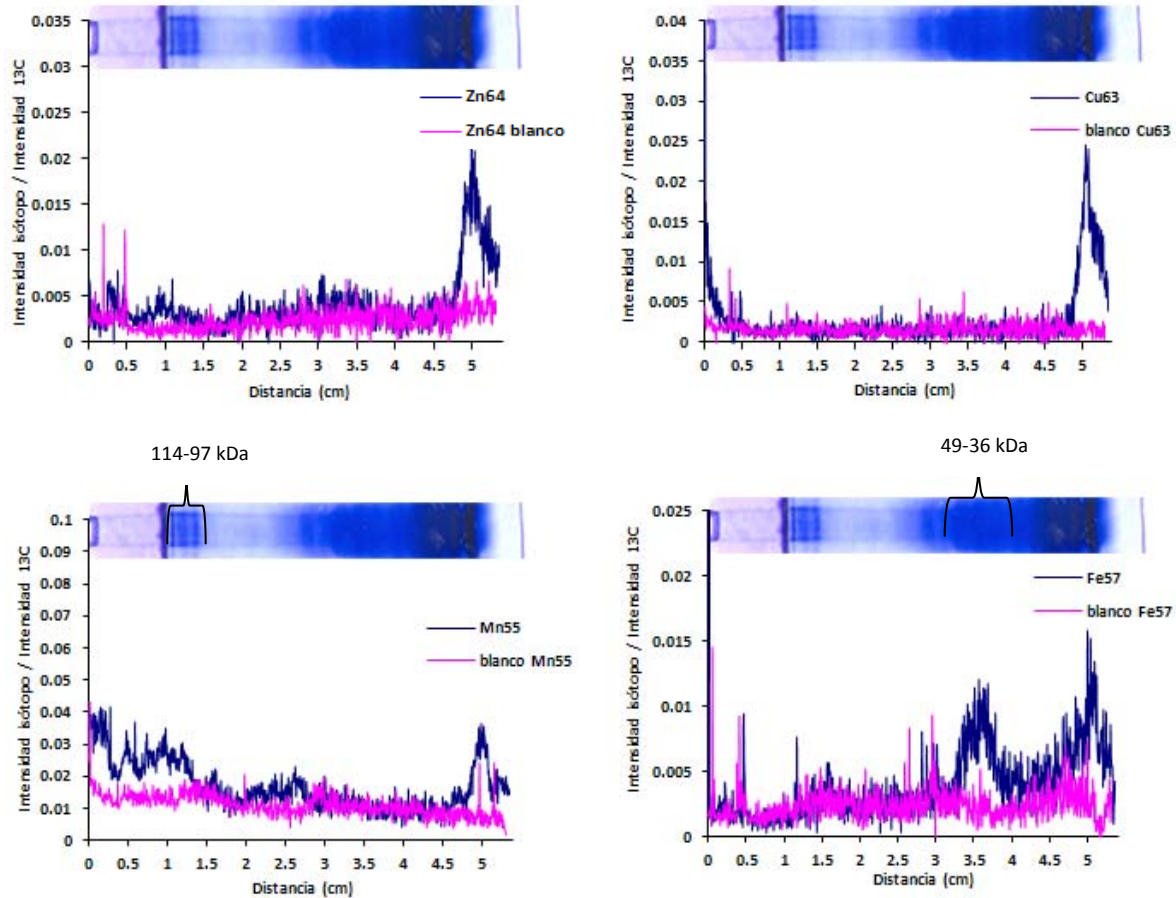 Intensidad isótopo / Intensidad 13C
0.035
0.03
0.025
0.02
0.015
0.01
0.005
0
Zn64
Zn64 blanco
0 0.5 1 1.5 2 2.5 3 3.5 4 4.5 5
Distancia (cm)
Intensidad isótopo / Intensidad 13C
0.04
0.035
0.03
0.025
0.02
0.015
0.01
0.005
0
Cu63
blanco Cu63
0 0.5 1 1.5 2 2.5 3 3.5 4 4.5 5
Distancia (cm)
114-97 kDa
Intensidad isótopo / Intensidad 13C
0.1
0.09
0.08
0.07
0.06
0.05
0.04
0.03
0.02
0.01
0
Mn55
blanco Mn55
0 0.5 1 1.5 2 2.5 3 3.5 4 4.5 5
Distancia (cm)
49-36 kDa
Intensidad isótopo / Intensidad 13C
0.025
0.02
0.015
0.01
0.005
0
Fe57
blanco Fe57
0 0.5 1 1.5 2 2.5 3 3.5 4 4.5 5
Distancia (cm)